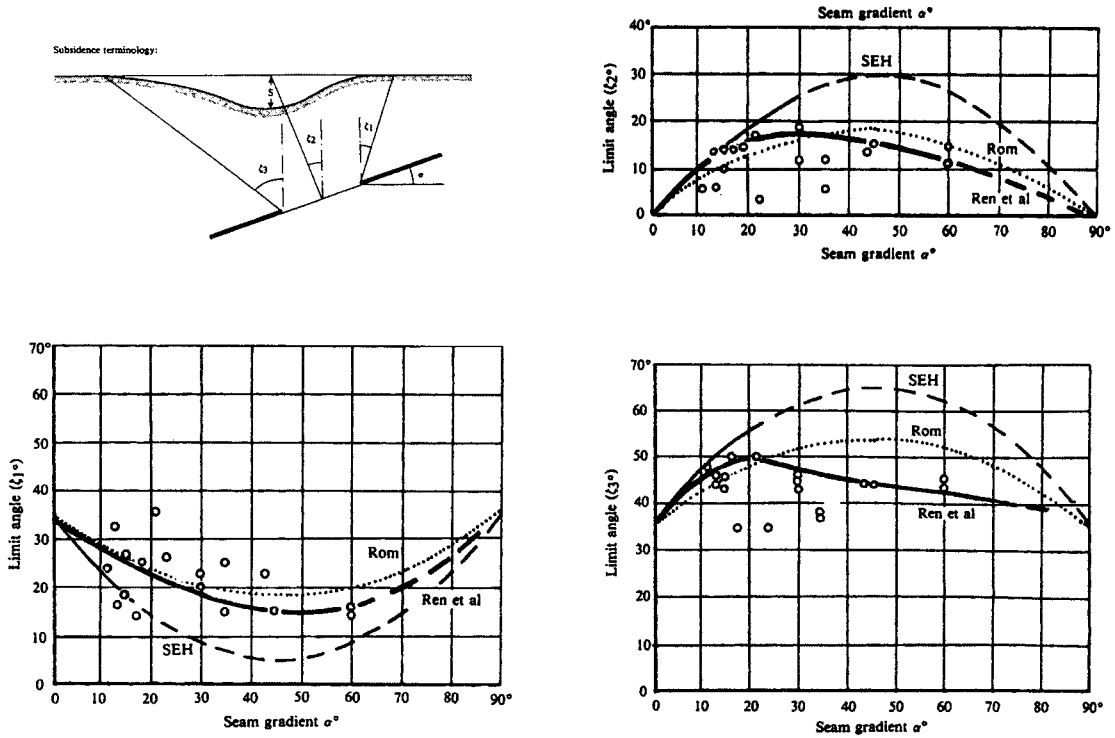 Subsidence terminology:
S
ζ3
ζ2
ζ1
α
Seam gradient α°
Limit angle (ζ2°)
40°
30
20
10
0
SEH
Rom
Ren et al
0 10 20 30 40 50 60 70 80 90°
Seam gradient α°
Limit angle (ζ1°)
70°
60
50
40
30
20
10
0
Rom
Ren et al
SEH
0 10 20 30 40 50 60 70 80 90°
Seam gradient α°
Limit angle (ζ3°)
70°
60
50
40
30
20
10
0
SEH
Rom
Ren et al
0 10 20 30 40 50 60 70 80 90°
Seam gradient α°